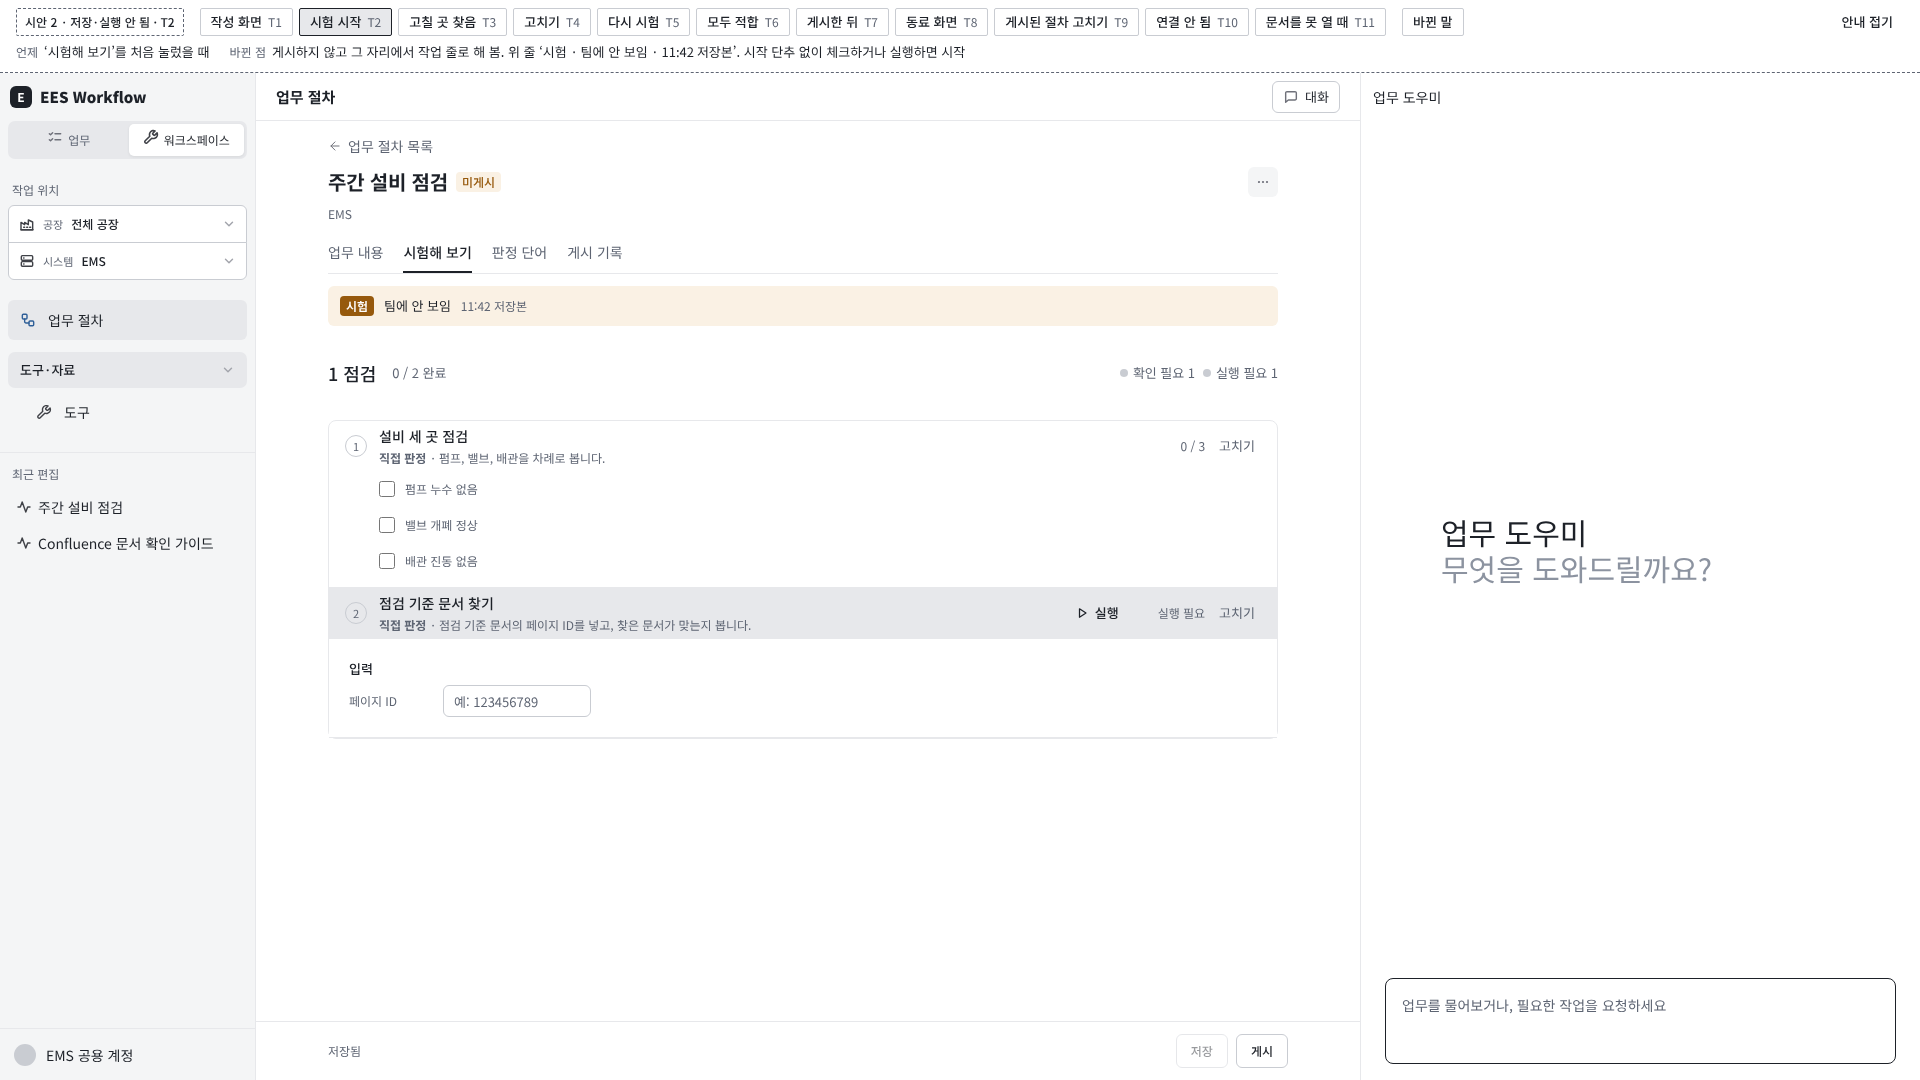 시안 2 · 저장·실행 안 됨 · T2
작성 화면 T1
시험 시작 T2
고칠 곳 찾음 T3
고치기 T4
다시 시험 T5
모두 적합 T6
게시한 뒤 T7
동료 화면 T8
게시된 절차 고치기 T9
연결 안 됨 T10
문서를 못 열 때 T11
바뀐 말
안내 접기
언제 ‘시험해 보기’를 처음 눌렀을 때 바뀐 점 게시하지 않고 그 자리에서 작업 줄로 해 봄. 위 줄 ‘시험 · 팀에 안 보임 · 11:42 저장본’. 시작 단추 없이 체크하거나 실행하면 시작
E EES Workflow
업무
워크스페이스
작업 위치
공장 전체 공장
시스템 EMS
업무 절차
도구·자료
도구
최근 편집
주간 설비 점검
Confluence 문서 확인 가이드
EMS 공용 계정
업무 절차
대화
← 업무 절차 목록
주간 설비 점검 미게시
...
EMS
업무 내용
시험해 보기
판정 단어
게시 기록
시험 팀에 안 보임 11:42 저장본
1 점검 0 / 2 완료
확인 필요 1 실행 필요 1
1 설비 세 곳 점검
직접 판정 · 펌프, 밸브, 배관을 차례로 봅니다.
0 / 3 고치기
펌프 누수 없음
밸브 개폐 정상
배관 진동 없음
2 점검 기준 문서 찾기
직접 판정 · 점검 기준 문서의 페이지 ID를 넣고, 찾은 문서가 맞는지 봅니다.
실행 실행 필요 고치기
입력
페이지 ID 예: 123456789
저장됨
저장
게시
업무 도우미
업무 도우미
무엇을 도와드릴까요?
업무를 물어보거나, 필요한 작업을 요청하세요